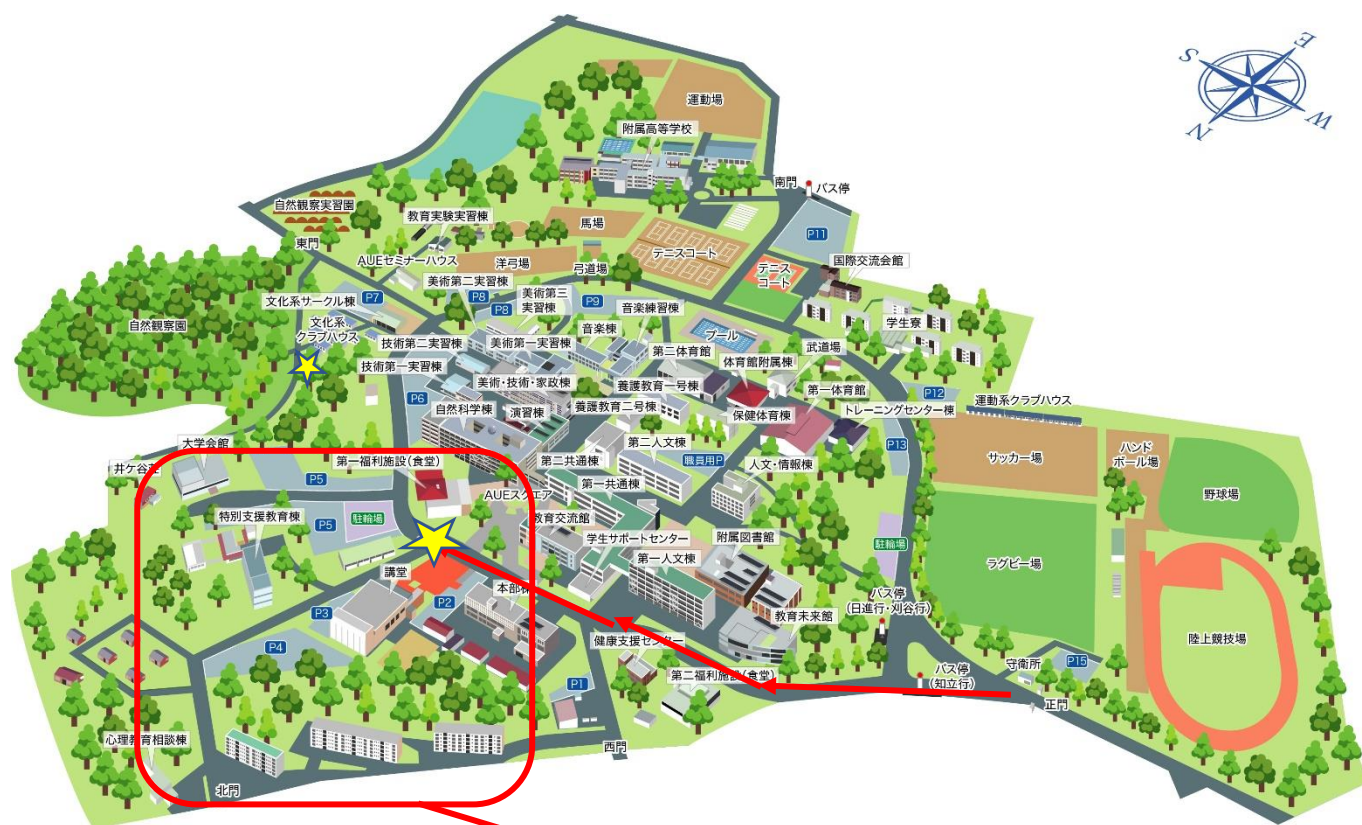 E
S
W
N
運動場
附属高等学校
南門
バス停
自然観察実習園
教育実験実習棟
馬場
P11
東門
AUEセミナーハウス
洋弓場
弓道場
テニスコート
テニス
コート
国際交流会館
美術第二実習棟
文化系サークル棟
P7
P8
P8
美術第三
実習棟
P9
音楽練習棟
自然観察園
文化系
クラブハウス
技術第二実習棟
美術第一実習棟
音楽棟
プール
学生寮
技術第一実習棟
第二体育館
体育館附属棟
武道場
美術・技術・家政棟
養護教育一号棟
第一体育館
P12
運動系クラブハウス
P6
自然科学棟
演習棟
養護教育二号棟
保健体育棟
トレーニングセンター棟
大学会館
第二人文棟
P13
ハンド
ボール場
井ケ谷荘
第一福利施設(食堂)
第二共通棟
職員用P
人文・情報棟
サッカー場
P5
第一共通棟
野球場
AUEスクエア
特別支援教育棟
P5
駐輪場
教育交流館
学生サポートセンター
附属図書館
駐輪場
第一人文棟
ラグビー場
講堂
本部棟
P2
バス停
(日進行・刈谷行)
P3
教育未来館
陸上競技場
P4
健康支援センター
第二福利施設(食堂)
バス停
(知立行)
守衛所
P15
P1
正門
心理教育相談棟
西門
北門